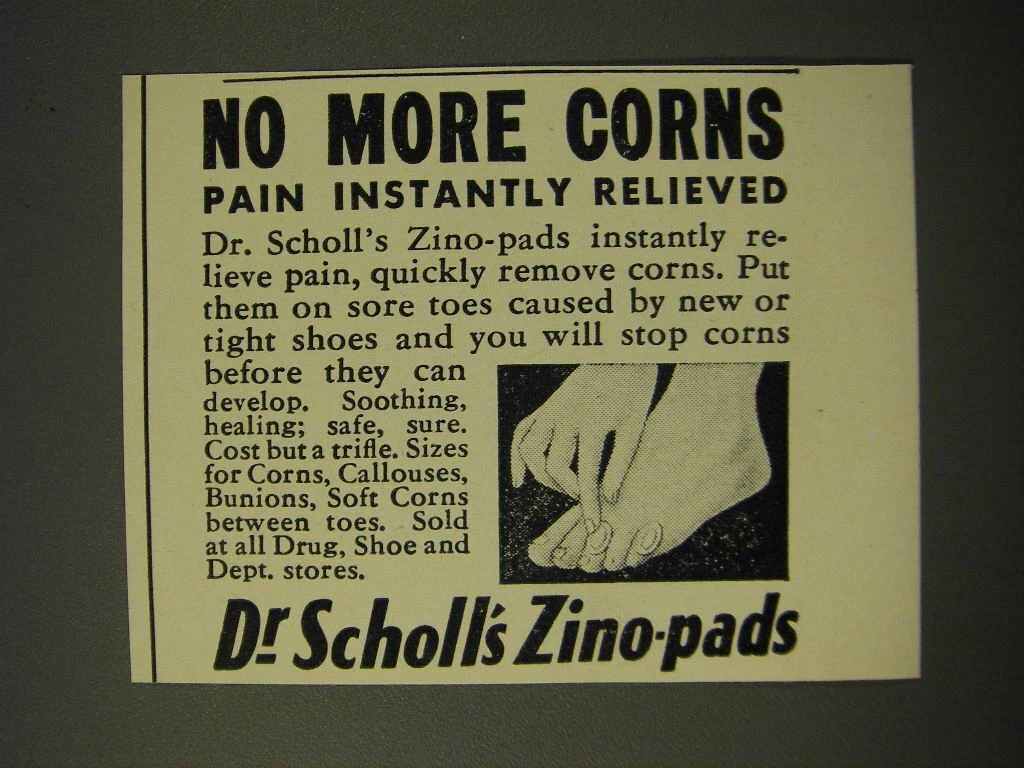 NO MORE CORNS
PAIN INSTANTLY RELIEVED
Dr. Scholl's Zino-pads instantly re-
lieve pain, quickly remove corns. Put
them on sore toes caused by new or
tight shoes and you will stop corns
before they can
develop. Soothing,
healing; safe, sure.
Cost but a trifle. Sizes
for Corns, Callouses,
Bunions, Soft Corns
between toes. Sold
at all Drug, Shoe and
Dept. stores.
Dr Scholl's Zino-pads